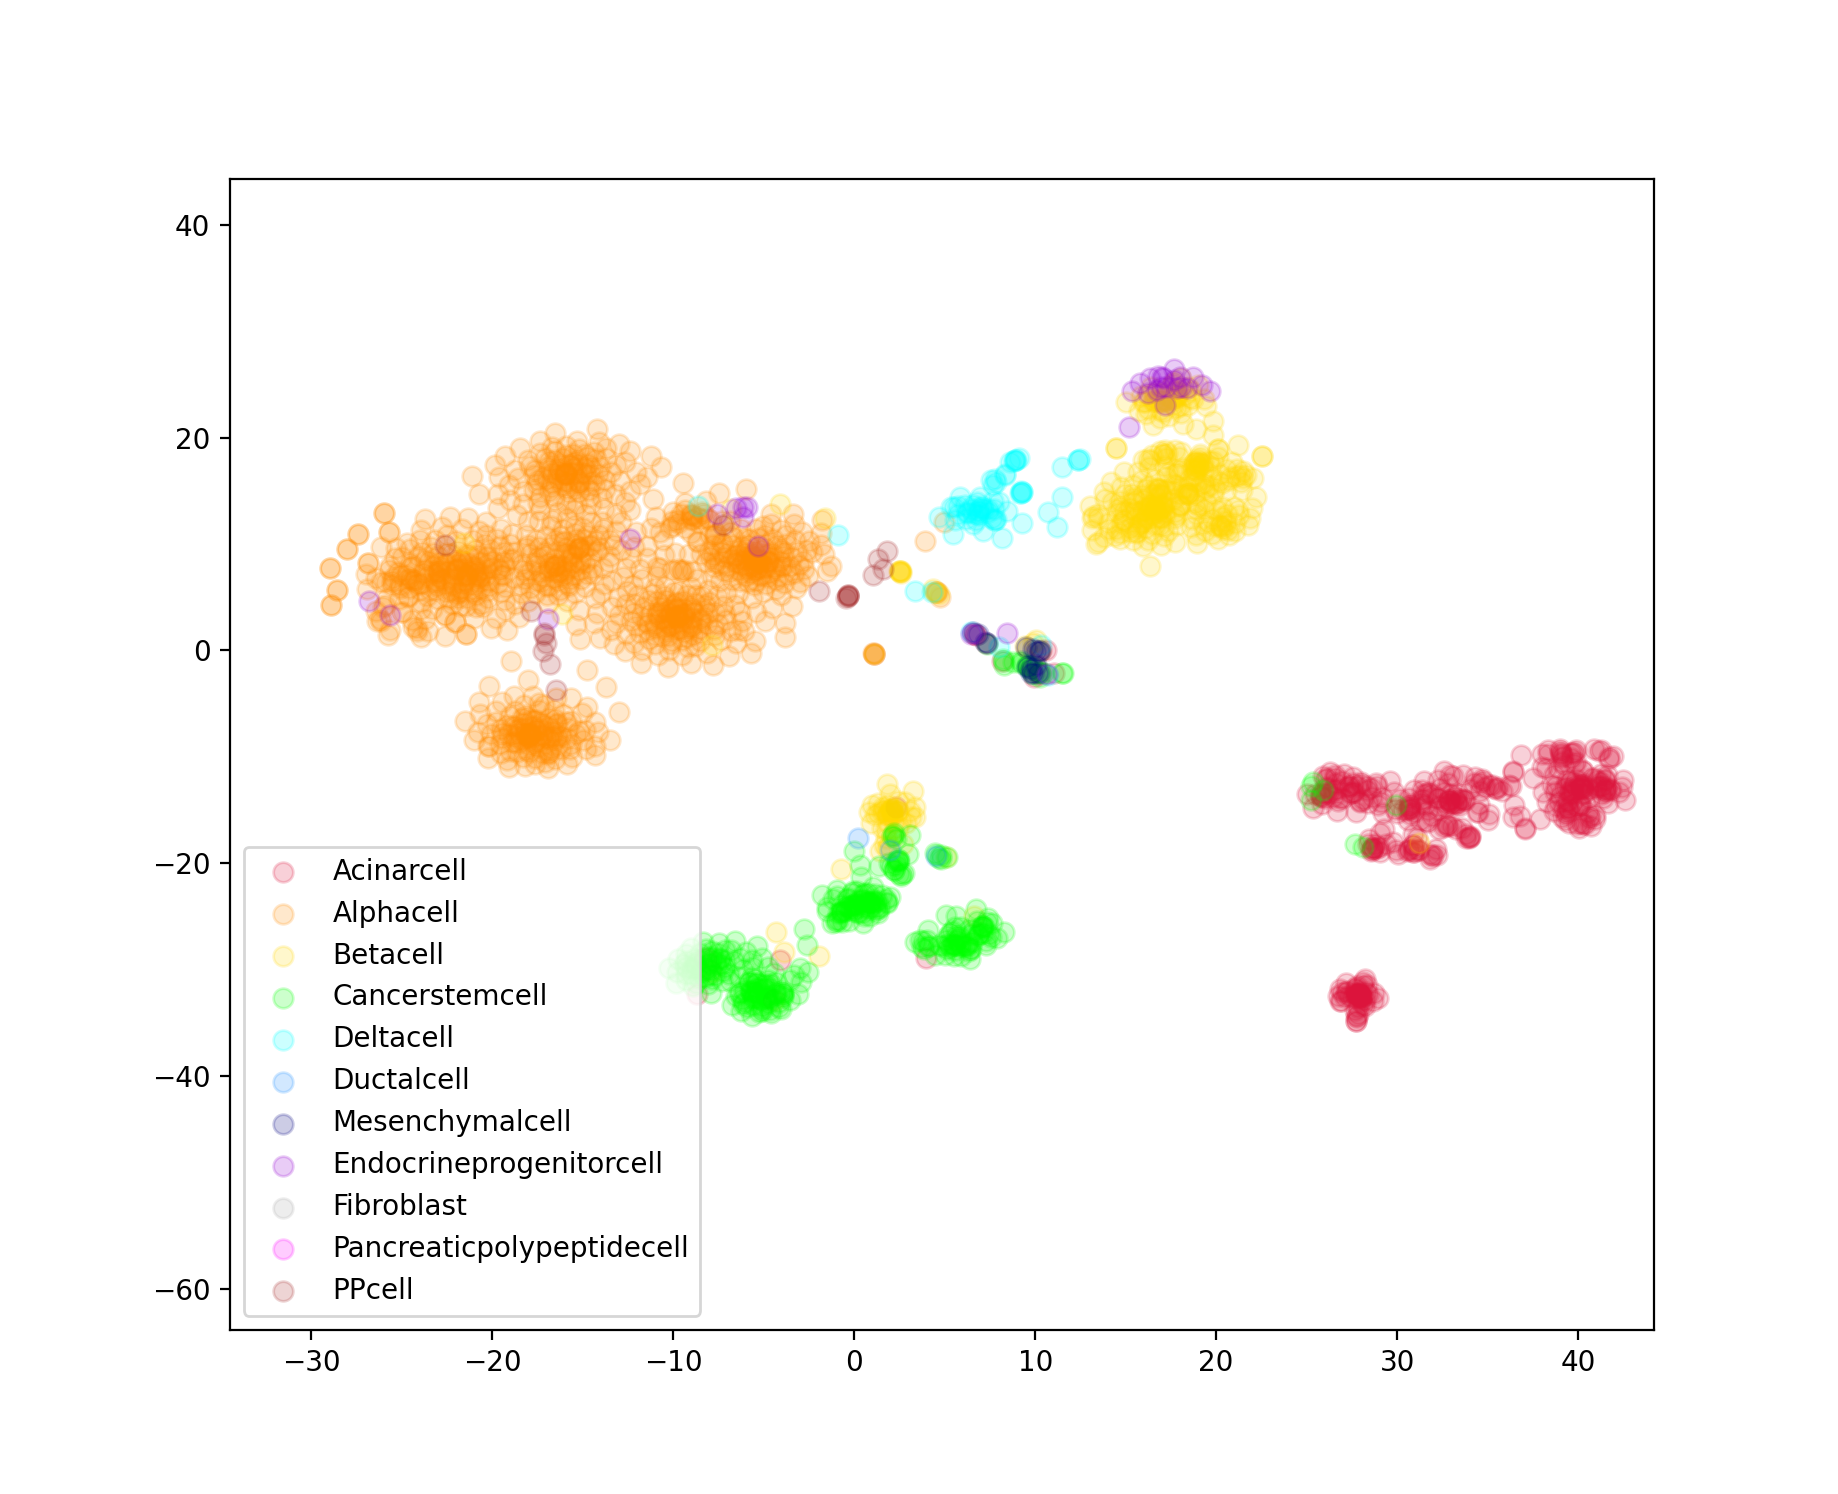 40
20
0
−20
−40
−60
Acinarcell
Alphacell
Betacell
Cancerstemcell
Deltacell
Ductalcell
Mesenchymalcell
Endocrineprogenitorcell
Fibroblast
Pancreaticpolypeptidecell
PPcell
−30 −20 −10 0 10 20 30 40